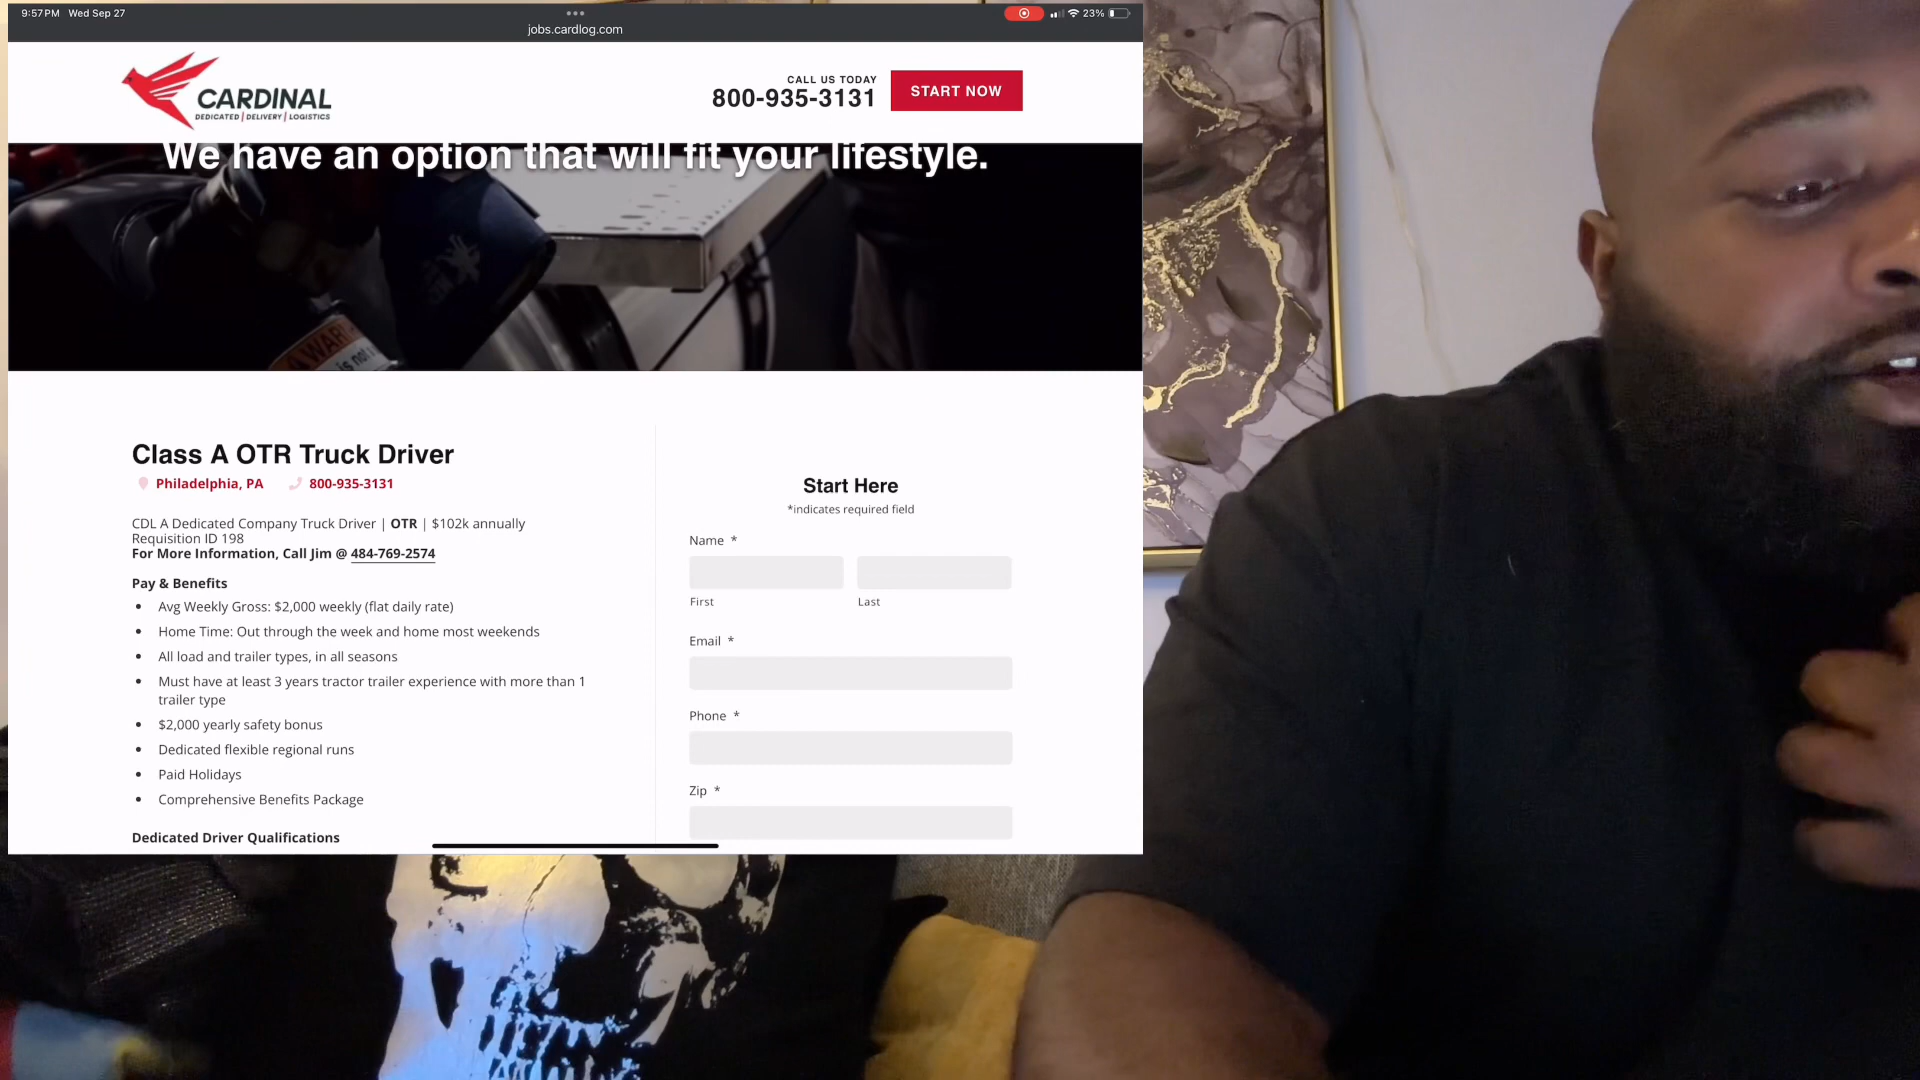 9:57 PM Wed Sep 27
23%
jobs.cardlog.com
CARDINAL
DEDICATED | DELIVERY | LOGISTICS
CALL US TODAY
800-935-3131
START NOW
We have an option that will fit your lifestyle.
WAR
is not
Class A OTR Truck Driver
Philadelphia, PA 800-935-3131
CDL A Dedicated Company Truck Driver | OTR | $102k annually
Requisition ID 198
For More Information, Call Jim @ 484-769-2574
Pay & Benefits
• Avg Weekly Gross: $2,000 weekly (flat daily rate)
• Home Time: Out through the week and home most weekends
• All load and trailer types, in all seasons
• Must have at least 3 years tractor trailer experience with more than 1
trailer type
• $2,000 yearly safety bonus
• Dedicated flexible regional runs
• Paid Holidays
• Comprehensive Benefits Package
Dedicated Driver Qualifications
Start Here
*indicates required field
Name *
First Last
Email *
Phone *
Zip *